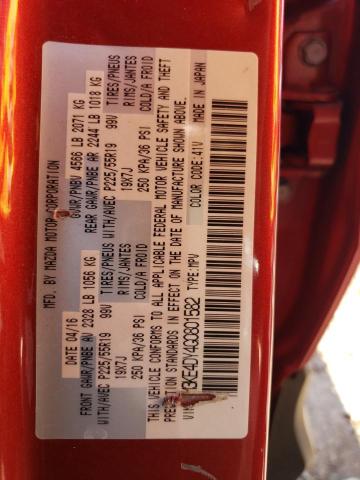 MFD. BY MAZDA MOTOR CORPORATION
04/16 GVWR/PNBV 4566 LB 2071 KG
FRONT GAWR/PNBE AV 2328 LB 1056 KG REAR GAWR/PNBE AR 2244 LB 1018 KG
WITH/AVEC P225/55R19 99V TIRES/PNEUS WITH/AVEC P225/55R19 99V TIRES/PNEUS
19X7J RIMS/JANTES 19X7J RIMS/JANTES
250 KPA/36 PSI COLD/A FROID 250 KPA/36 PSI COLD/A FROID
THIS VEHICLE CONFORMS TO ALL APPLICABLE FEDERAL MOTOR VEHICLE SAFETY AND
STANDARDS IN EFFECT ON THE DATE OF MANUFACTURE SHOWN ABOVE.
TYPE:MPV COLOR CODE:41V MADE IN JAPAN